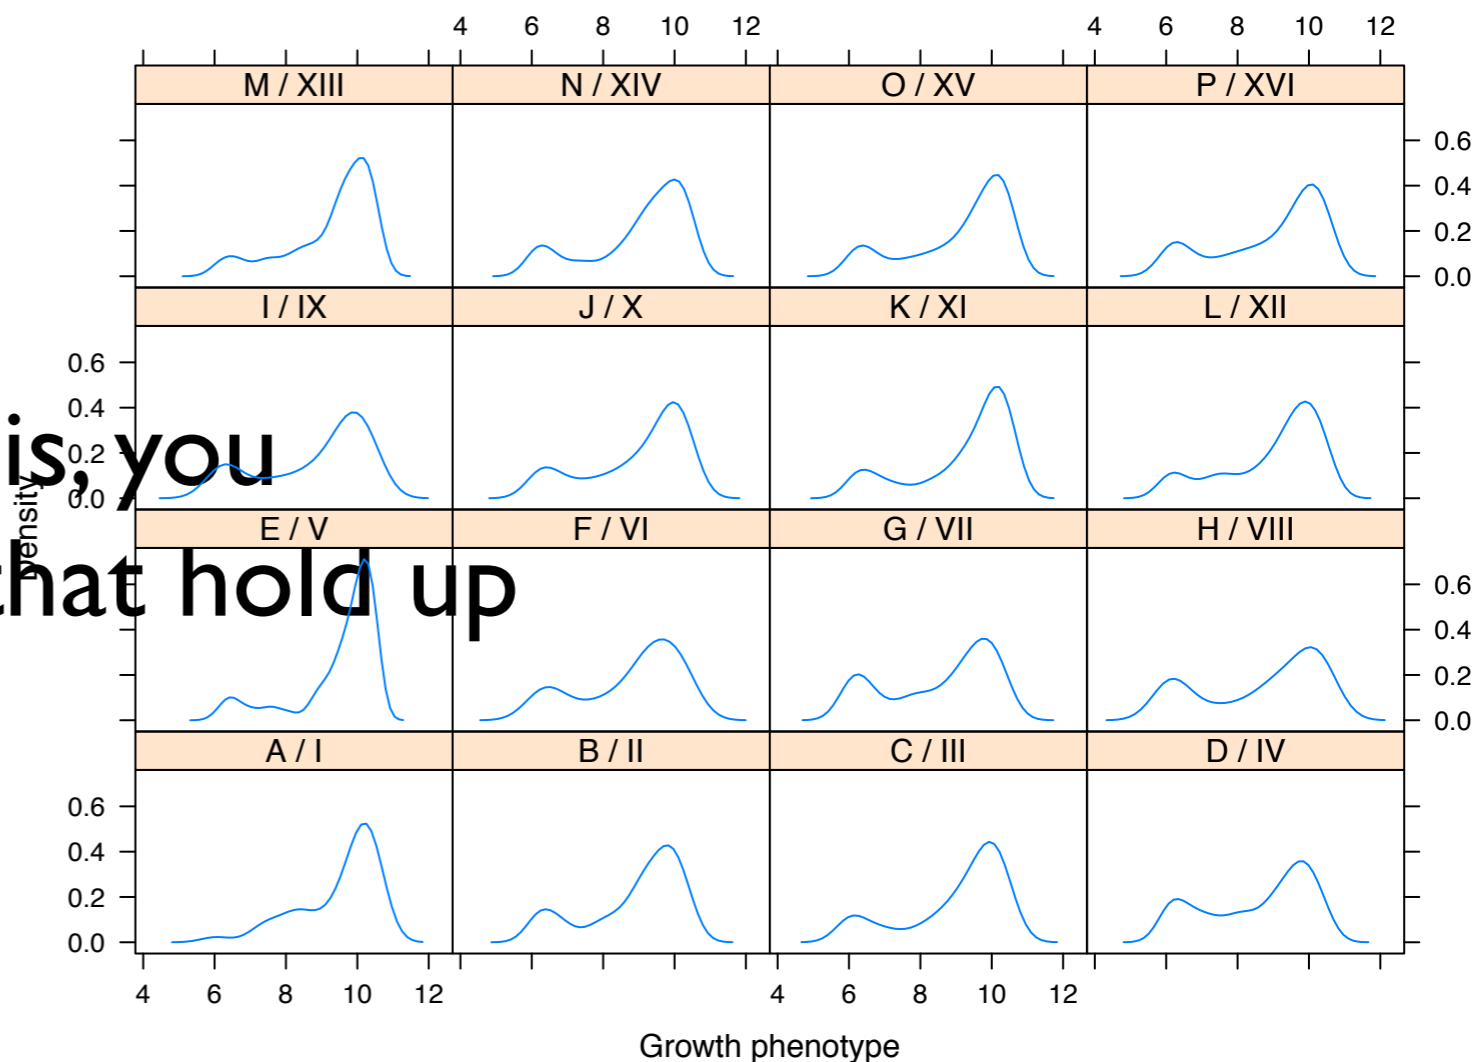 4 6 8 10 12 4 6 8 10 12
M / XIII N / XIV O / XV P / XVI
0.6
0.4
0.2
0.0
I / IX J / X K / XI L / XII
0.6
0.4
0.2
0.0
is, you
Density
E / V F / VI G / VII H / VIII
that hold up
0.6
0.4
0.2
0.0
A / I B / II C / III D / IV
0.6
0.4
0.2
0.0
4 6 8 10 12 4 6 8 10 12
Growth phenotype